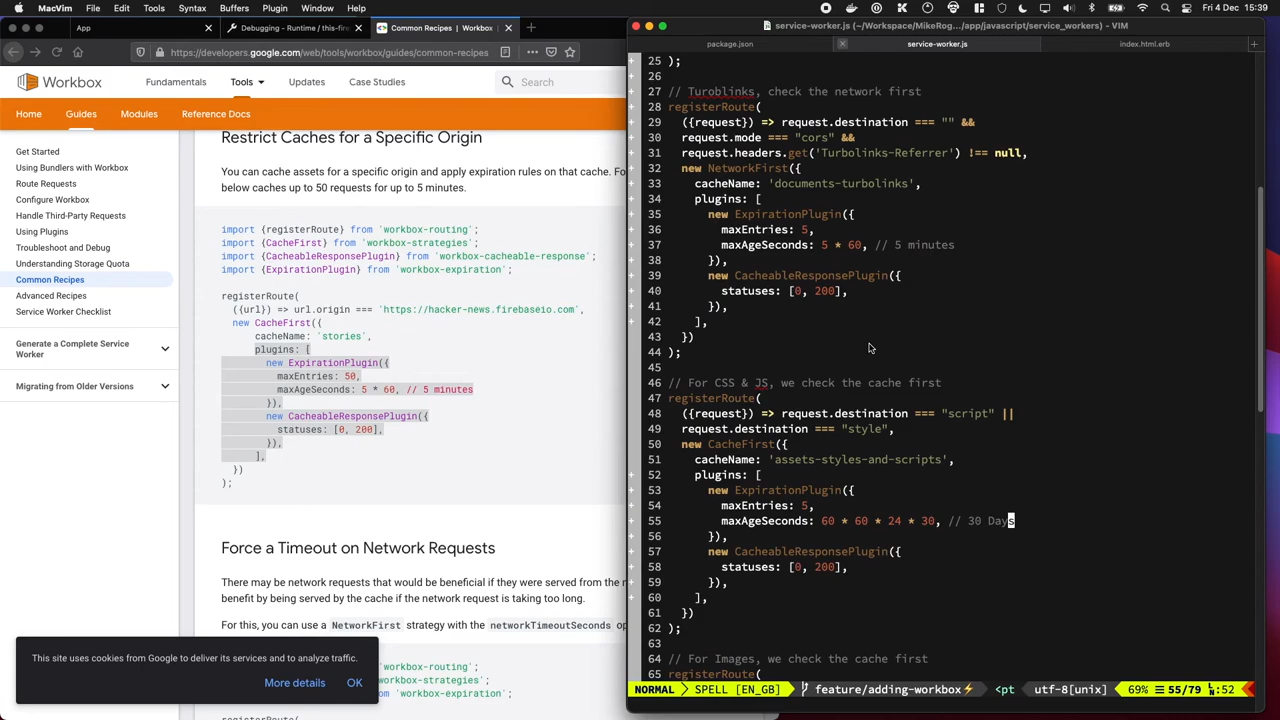 MacVim File Edit Tools Syntax Buffers Plugin Window Help
Fri 4 Dec 15:39
App
Debugging - Runtime / this-fire
Common Recipes | Workbox
https://developers.google.com/web/tools/workbox/guides/common-recipes
Workbox
Fundamentals Tools Updates Case Studies
Search
Home Guides Modules Reference Docs
Get Started
Using Bundlers with Workbox
Route Requests
Configure Workbox
Handle Third-Party Requests
Using Plugins
Troubleshoot and Debug
Understanding Storage Quota
Common Recipes
Advanced Recipes
Service Worker Checklist
Generate a Complete Service
Worker
Migrating from Older Versions
Restrict Caches for a Specific Origin
You can cache assets for a specific origin and apply expiration rules on that cache. Fo
below caches up to 50 requests for up to 5 minutes.
import {registerRoute} from 'workbox-routing';
import {CacheFirst} from 'workbox-strategies';
import {CacheableResponsePlugin} from 'workbox-cacheable-response';
import {ExpirationPlugin} from 'workbox-expiration';
registerRoute(
({url}) => url.origin === 'https://hacker-news.firebaseio.com',
new CacheFirst({
cacheName: 'stories',
plugins: [
new ExpirationPlugin({
maxEntries: 50,
maxAgeSeconds: 5 * 60, // 5 minutes
}),
new CacheableResponsePlugin({
statuses: [0, 200],
}),
],
})
);
Force a Timeout on Network Requests
There may be network requests that would be beneficial if they were served from the
benefit by being served by the cache if the network request is taking too long.
For this, you can use a NetworkFirst strategy with the networkTimeoutSeconds op
workbox-routing';
workbox-strategies';
from 'workbox-expiration';
registerRoute(
This site uses cookies from Google to deliver its services and to analyze traffic.
More details OK
service-worker.js (~/Workspace/MikeRog.../app/javascript/service_workers) - VIM
package.json service-worker.js index.html.erb
+ 25 );
+ 26
+ 27 // Turoblinks, check the network first
+ 28 registerRoute(
+ 29 ({request}) => request.destination === "" &&
+ 30 request.mode === "cors" &&
+ 31 request.headers.get('Turbolinks-Referrer') !== null,
+ 32 new NetworkFirst({
+ 33 cacheName: 'documents-turbolinks',
+ 34 plugins: [
+ 35 new ExpirationPlugin({
+ 36 maxEntries: 5,
+ 37 maxAgeSeconds: 5 * 60, // 5 minutes
+ 38 }),
+ 39 new CacheableResponsePlugin({
+ 40 statuses: [0, 200],
+ 41 }),
+ 42 ],
43 })
44 );
45
46 // For CSS & JS, we check the cache first
47 registerRoute(
48 ({request}) => request.destination === "script" ||
49 request.destination === "style",
50 new CacheFirst({
51 cacheName: 'assets-styles-and-scripts',
+ 52 plugins: [
+ 53 new ExpirationPlugin({
+ 54 maxEntries: 5,
+ 55 maxAgeSeconds: 60 * 60 * 24 * 30, // 30 Days
+ 56 }),
+ 57 new CacheableResponsePlugin({
+ 58 statuses: [0, 200],
+ 59 }),
+ 60 ],
61 })
62 );
63
64 // For Images, we check the cache first
65 registerRoute(
NORMAL SPELL [EN_GB] feature/adding-workbox⚡ <pt utf-8[unix] 69% ☰ 55/79 :52